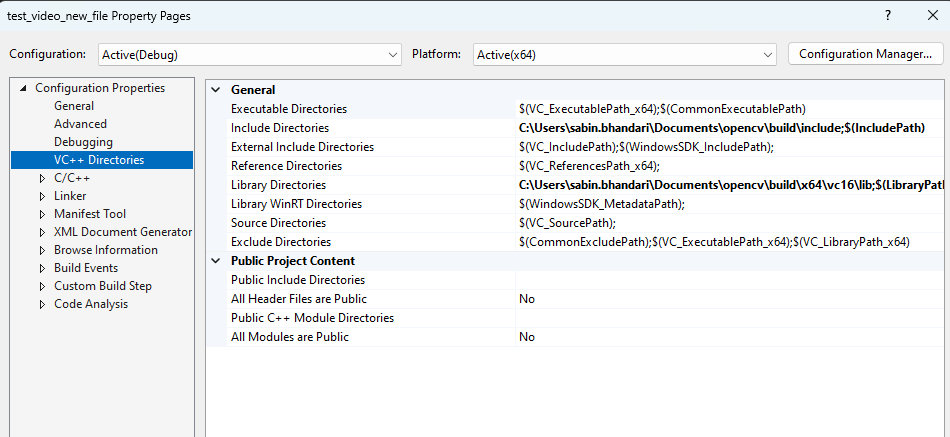 test_video_new_file Property Pages
?
Configuration: Active(Debug) Platform: Active(x64) Configuration Manager...
Configuration Properties
General
Advanced
Debugging
VC++ Directories
C/C++
Linker
Manifest Tool
XML Document Generator
Browse Information
Build Events
Custom Build Step
Code Analysis
General
Executable Directories $(VC_ExecutablePath_x64);$(CommonExecutablePath)
Include Directories C:\Users\sabin.bhandari\Documents\opencv\build\include;$(IncludePath)
External Include Directories $(VC_IncludePath);$(WindowsSDK_IncludePath);
Reference Directories $(VC_ReferencesPath_x64);
Library Directories C:\Users\sabin.bhandari\Documents\opencv\build\x64\vc16\lib;$(LibraryPat
Library WinRT Directories $(WindowsSDK_MetadataPath);
Source Directories $(VC_SourcePath);
Exclude Directories $(CommonExcludePath);$(VC_ExecutablePath_x64);$(VC_LibraryPath_x64)
Public Project Content
Public Include Directories
All Header Files are Public No
Public C++ Module Directories
All Modules are Public No